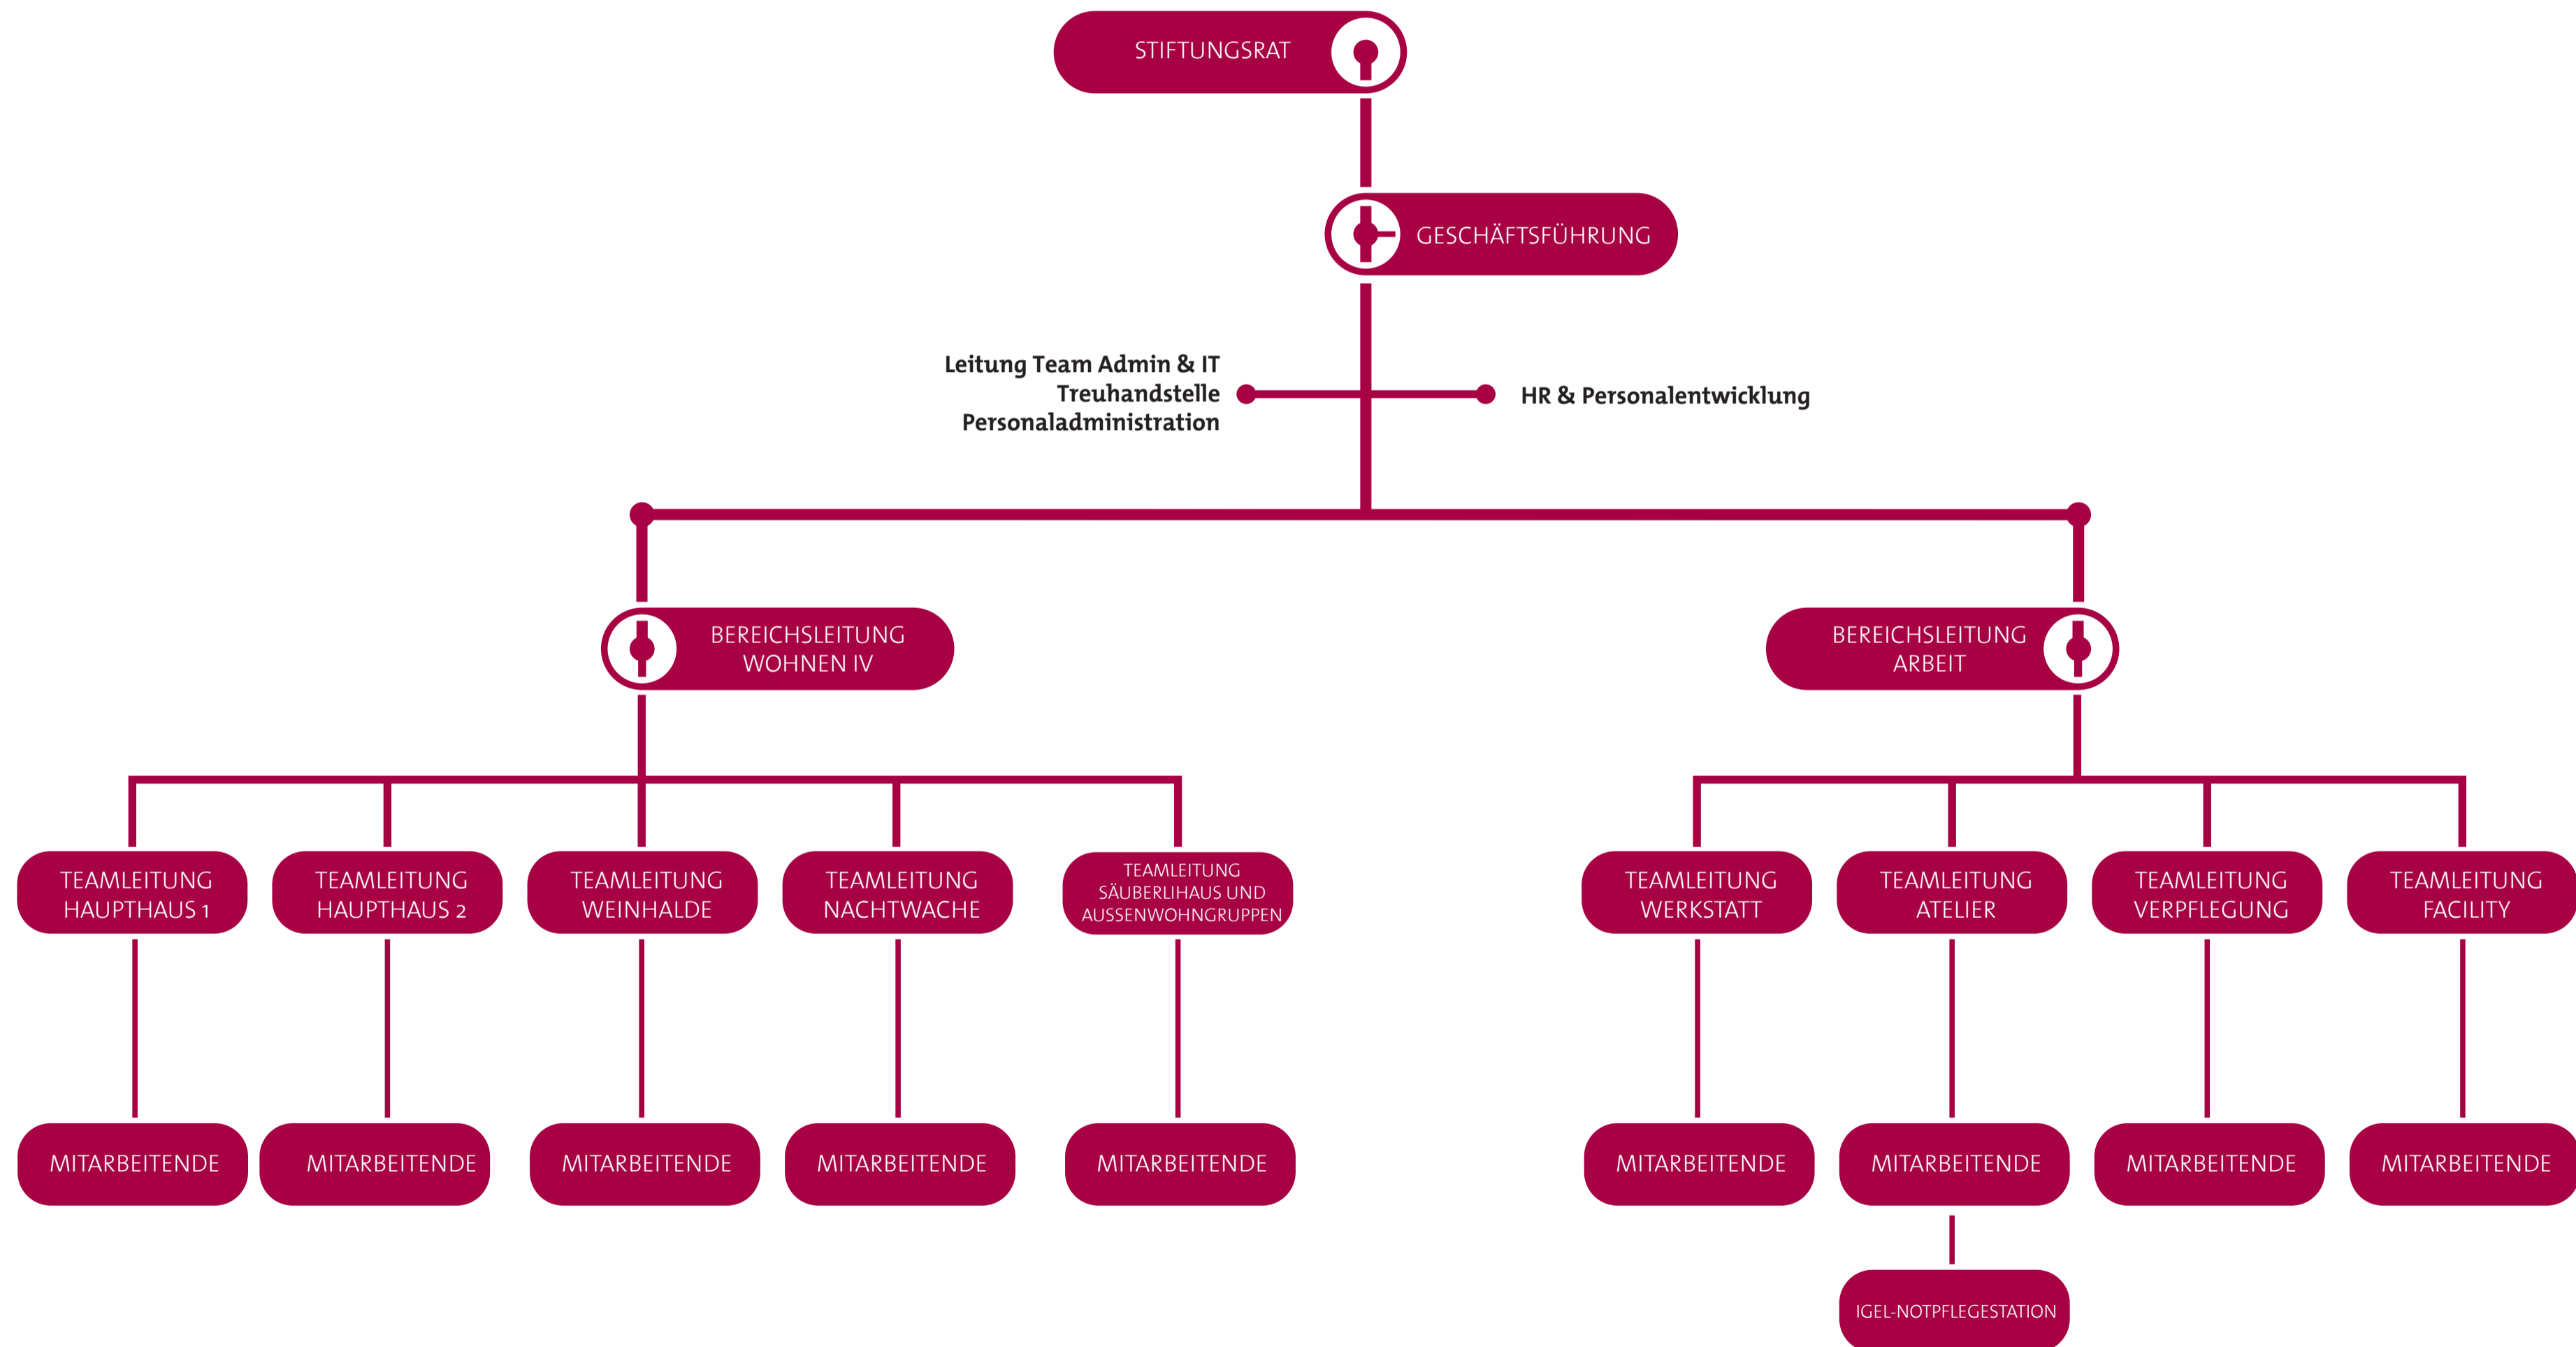 STIFTUNGSRAT
GESCHÄFTSFÜHRUNG
Leitung Team Admin & IT
Treuhandstelle
Personaladministration
HR & Personalentwicklung
BEREICHSLEITUNG
WOHNEN IV
BEREICHSLEITUNG
ARBEIT
TEAMLEITUNG
HAUPTHAUS 1
TEAMLEITUNG
HAUPTHAUS 2
TEAMLEITUNG
WEINHALDE
TEAMLEITUNG
NACHTWACHE
TEAMLEITUNG
SÄUBERLIHAUS UND
AUSSENWOHNGRUPPEN
TEAMLEITUNG
WERKSTATT
TEAMLEITUNG
ATELIER
TEAMLEITUNG
VERPFLEGUNG
TEAMLEITUNG
FACILITY
MITARBEITENDE
MITARBEITENDE
MITARBEITENDE
MITARBEITENDE
MITARBEITENDE
MITARBEITENDE
MITARBEITENDE
MITARBEITENDE
MITARBEITENDE
IGEL-NOTPFLEGESTATION